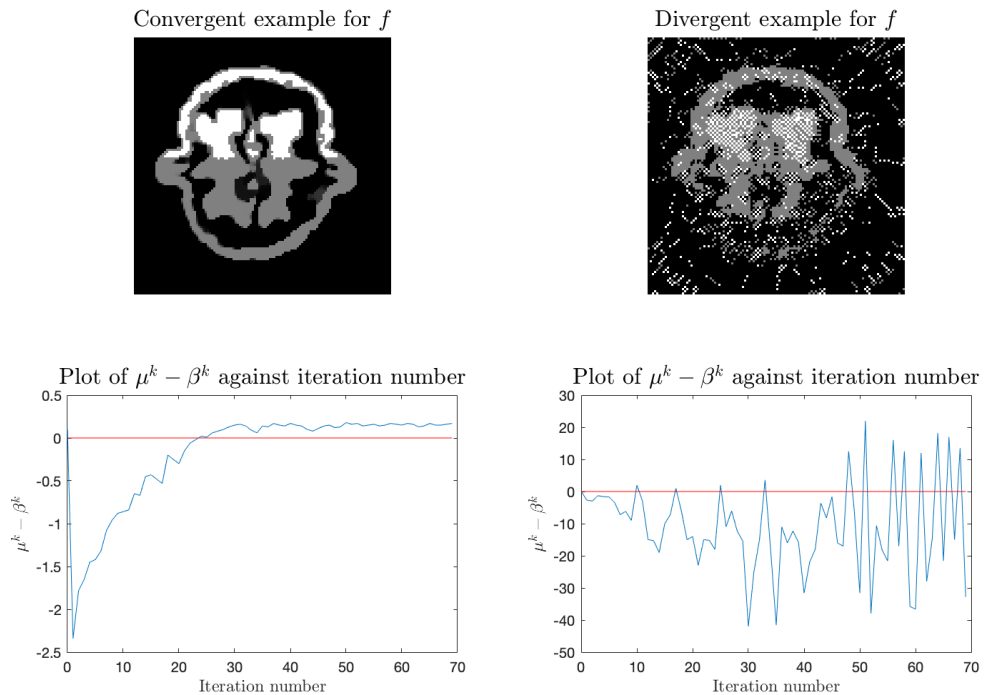 Convergent example for f
Divergent example for f
Plot of μ^k − β^k against iteration number
0.5
0
-0.5
-1
-1.5
-2
-2.5
μ^k − β^k
0 10 20 30 40 50 60 70
Iteration number
Plot of μ^k − β^k against iteration number
30
20
10
0
-10
-20
-30
-40
-50
μ^k − β^k
0 10 20 30 40 50 60 70
Iteration number